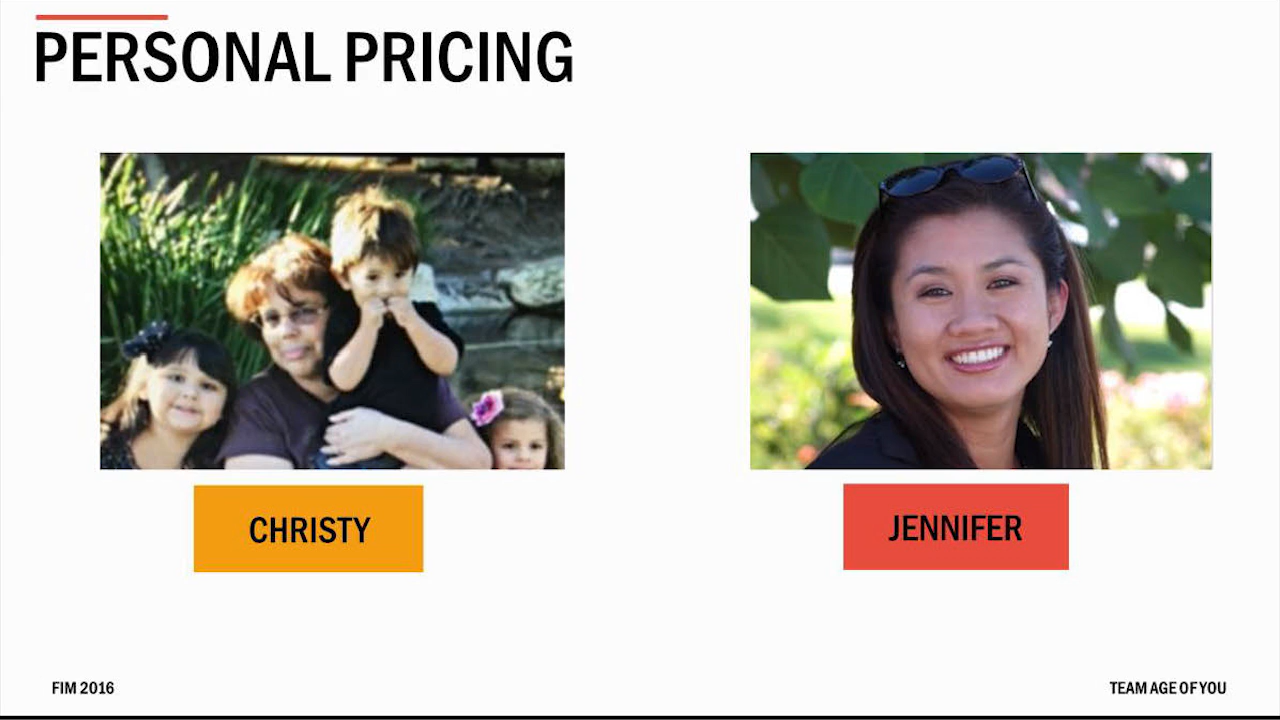 PERSONAL PRICING
CHRISTY
JENNIFER
FIM 2016
TEAM AGE OF YOU